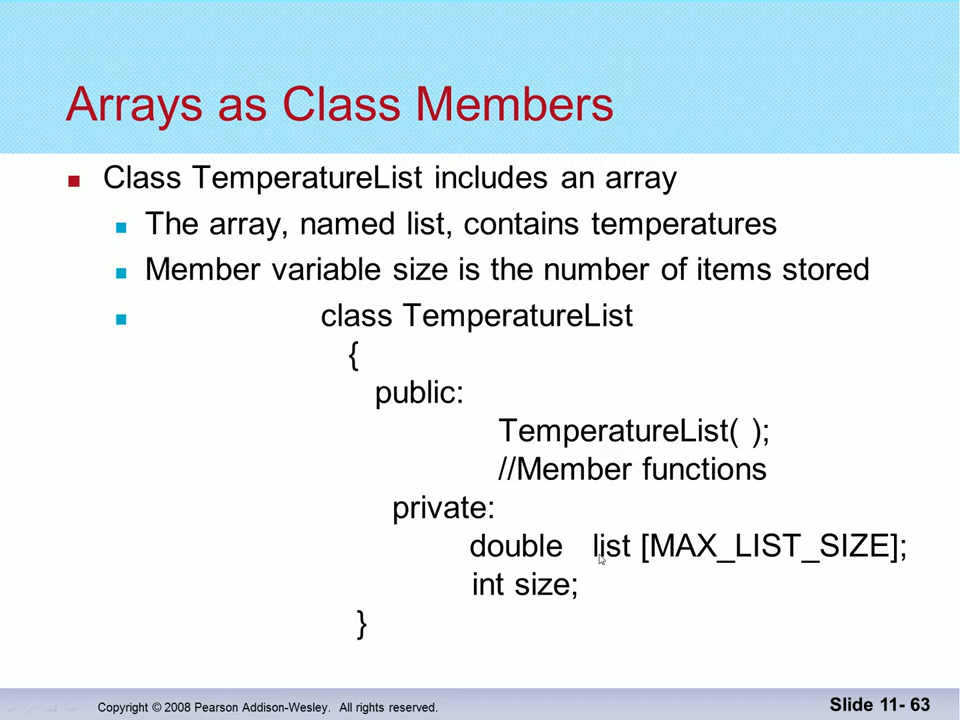 Arrays as Class Members
Class TemperatureList includes an array
The array, named list, contains temperatures
Member variable size is the number of items stored
class TemperatureList
{
public:
TemperatureList( );
//Member functions
private:
double list [MAX_LIST_SIZE];
int size;
}
Copyright © 2008 Pearson Addison-Wesley. All rights reserved.
Slide 11- 63